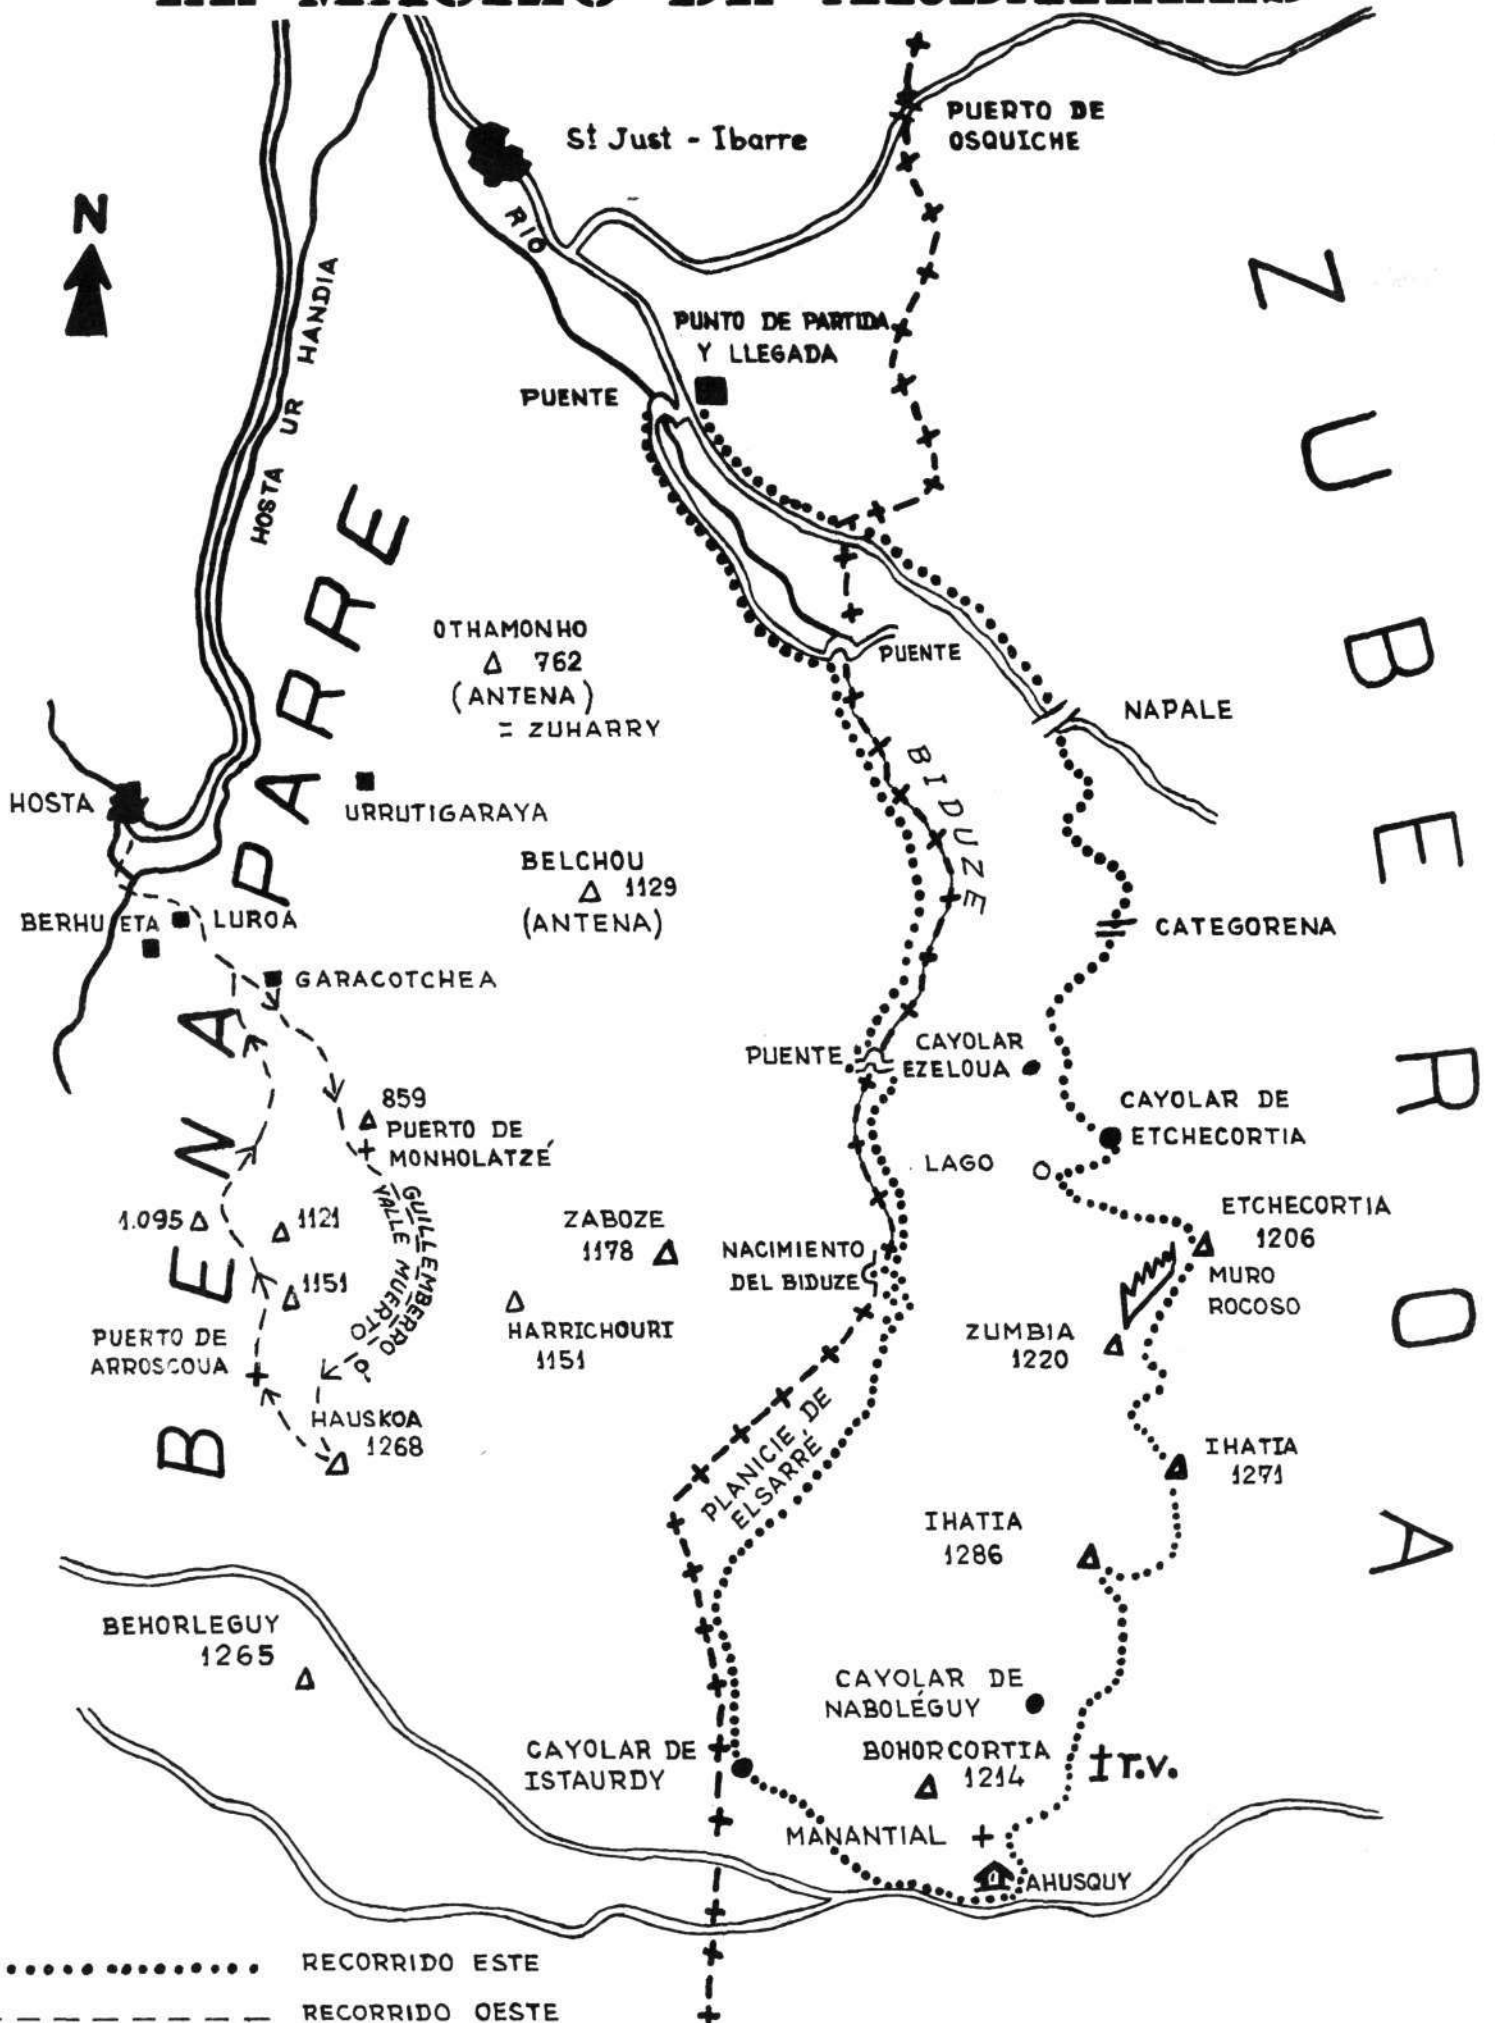 St Just - Ibarre
PUERTO DE
OSQUICHE
N
RIO
HOSTA UR HANDIA
PUNTO DE PARTIDA
Y LLEGADA
PUENTE
ZUBEROA
BENAPARRE
OTHAMONHO
762
(ANTENA)
= ZUHARRY
PUENTE
NAPALE
BIDUZE
HOSTA
URRUTIGARAYA
BELCHOU
1129
(ANTENA)
BERHUETA
LUROA
CATEGORENA
GARACOTCHEA
PUENTE
CAYOLAR
EZELOUA
859
PUERTO DE
MONHOLATZÉ
CAYOLAR DE
ETCHECORTIA
LAGO
GUILLEMBERRO
VALLE MUERTO
1.095
1121
1151
ZABOZE
1178
NACIMIENTO
DEL BIDUZE
ETCHECORTIA
1206
MURO
ROCOSO
HARRICHOURI
1151
ZUMBIA
1220
PUERTO DE
ARROSCOUA
HAUSKOA
1268
PLANICIE DE
ELSARRÉ
IHATIA
1271
IHATIA
1286
BEHORLEGUY
1265
CAYOLAR DE
NABOLÉGUY
CAYOLAR DE
ISTAURDY
BOHORCORTIA
1214
r.v.
MANANTIAL
AHUSQUY
RECORRIDO ESTE
RECORRIDO OESTE